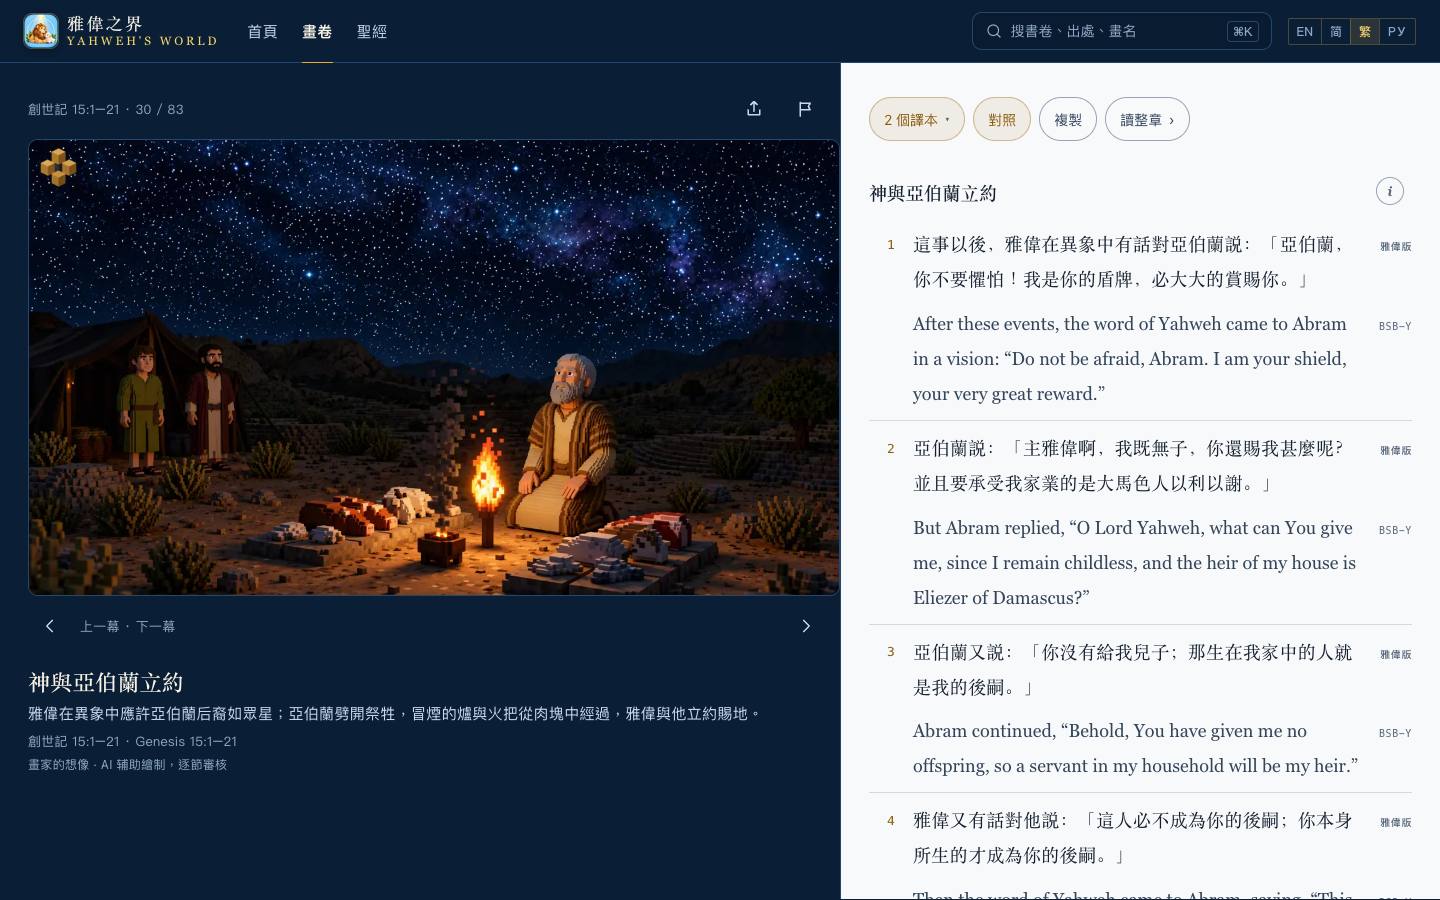 雅偉之界
YAHWEH'S WORLD
首頁
畫卷
聖經
搜書卷、出處、畫名
⌘K
EN
简
繁
РУ
創世記 15:1–21 · 30 / 83
上一幕 · 下一幕
神與亞伯蘭立約
雅偉在異象中應許亞伯蘭后裔如眾星；亞伯蘭劈開祭牲，冒煙的爐與火把從肉塊中經過，雅偉與他立約賜地。
創世記 15:1–21 · Genesis 15:1–21
畫家的想像 · AI 辅助繪制，逐節審核
2 個譯本
對照
複製
讀整章 ›
神與亞伯蘭立約
i
1 這事以後，雅偉在異象中有話對亞伯蘭説：「亞伯蘭， 雅偉版
你不要懼怕！我是你的盾牌，必大大的賞賜你。」
After these events, the word of Yahweh came to Abram BSB-Y
in a vision: “Do not be afraid, Abram. I am your shield,
your very great reward.”
2 亞伯蘭説：「主雅偉啊，我既無子，你還賜我甚麼呢？ 雅偉版
並且要承受我家業的是大馬色人以利以謝。」
But Abram replied, “O Lord Yahweh, what can You give BSB-Y
me, since I remain childless, and the heir of my house is
Eliezer of Damascus?”
3 亞伯蘭又説：「你沒有給我兒子；那生在我家中的人就 雅偉版
是我的後嗣。」
Abram continued, “Behold, You have given me no BSB-Y
offspring, so a servant in my household will be my heir.”
4 雅偉又有話對他説：「這人必不成為你的後嗣；你本身 雅偉版
所生的才成為你的後嗣。」
Then the word of Yahweh came to Abram, saying, “This BSB-Y